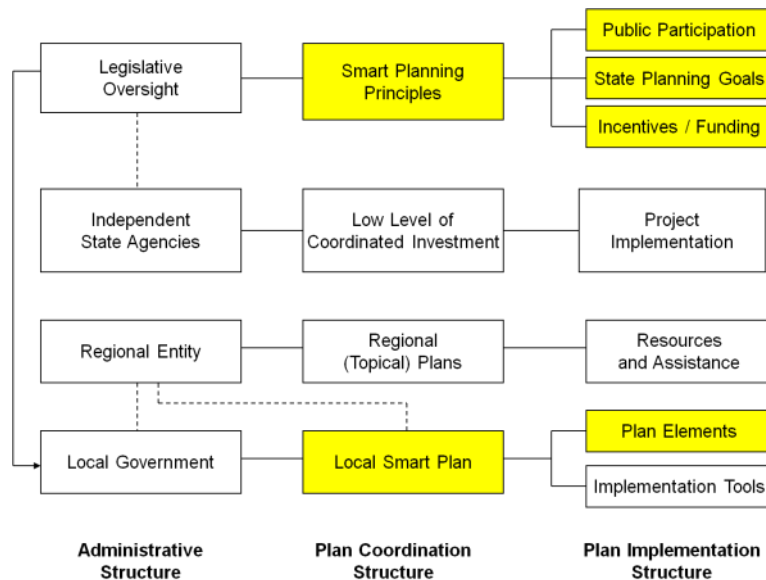 Public Participation
Legislative
Oversight
Smart Planning
Principles
State Planning Goals
Incentives / Funding
Independent
State Agencies
Low Level of
Coordinated Investment
Project
Implementation
Regional Entity
Regional
(Topical) Plans
Resources
and Assistance
Plan Elements
Local Government
Local Smart Plan
Implementation Tools
Administrative
Structure
Plan Coordination
Structure
Plan Implementation
Structure